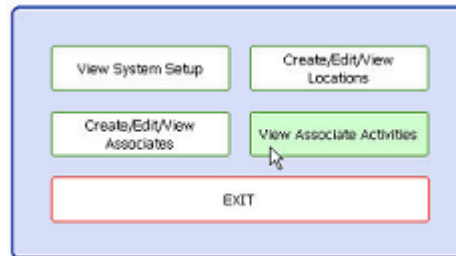 View System Setup
Create/Edit/View
Locations
Create/Edit/View
Associates
View Associate Activities
EXIT